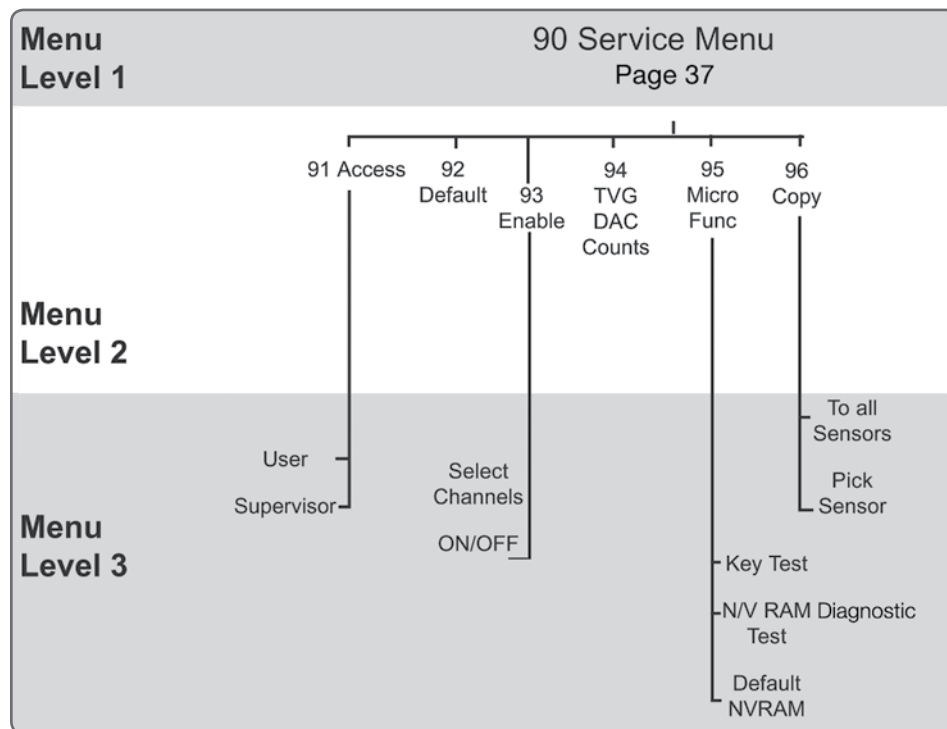 Menu
Level 1
90 Service Menu
Page 37
91 Access
92
Default
93
Enable
94
TVG
DAC
Counts
95
Micro
Func
96
Copy
Menu
Level 2
To all
Sensors
User
Supervisor
Select
Channels
ON/OFF
Pick
Sensor
Menu
Level 3
Key Test
N/V RAM Diagnostic
Test
Default
NVRAM